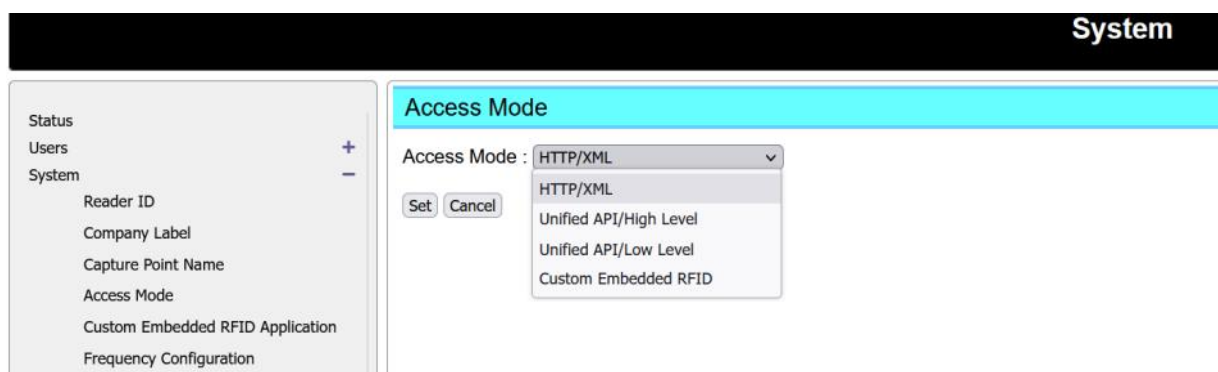 System
Status
Users +
System −
Reader ID
Company Label
Capture Point Name
Access Mode
Custom Embedded RFID Application
Frequency Configuration
Access Mode
Access Mode : HTTP/XML
HTTP/XML
Unified API/High Level
Unified API/Low Level
Custom Embedded RFID
Set Cancel